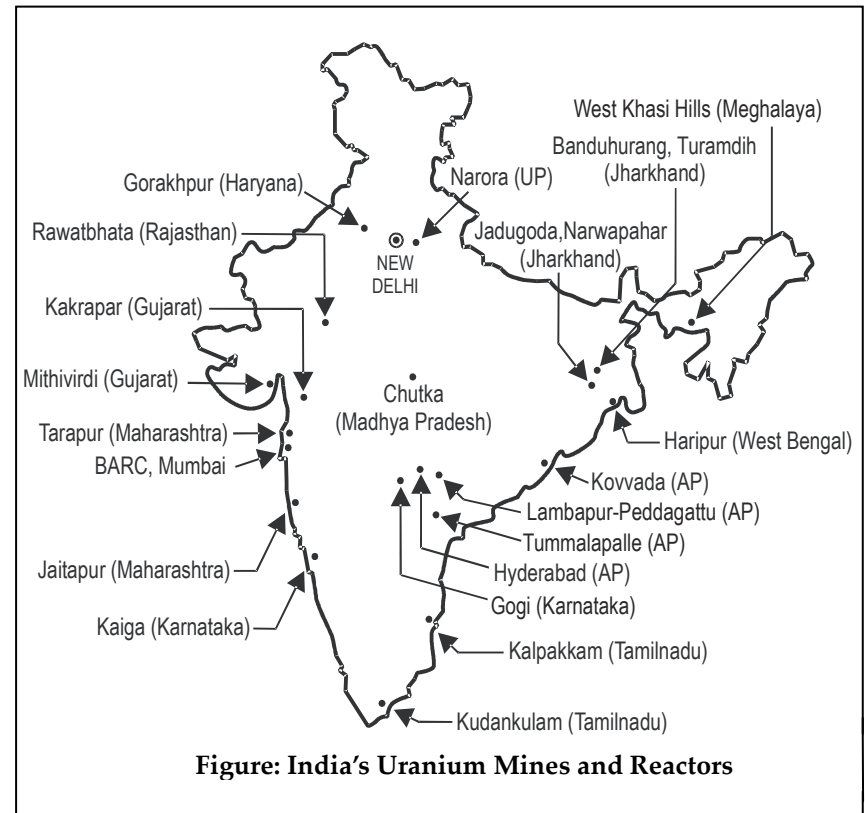 West Khasi Hills (Meghalaya)
Banduhurang, Turamdih
(Jharkhand)
Gorakhpur (Haryana)
Narora (UP)
Rawatbhata (Rajasthan)
Jadugoda,Narwapahar
(Jharkhand)
NEW
DELHI
Kakrapar (Gujarat)
Mithivirdi (Gujarat)
Chutka
(Madhya Pradesh)
Tarapur (Maharashtra)
Haripur (West Bengal)
BARC, Mumbai
Kovvada (AP)
Lambapur-Peddagattu (AP)
Tummalapalle (AP)
Jaitapur (Maharashtra)
Hyderabad (AP)
Gogi (Karnataka)
Kaiga (Karnataka)
Kalpakkam (Tamilnadu)
Kudankulam (Tamilnadu)
Figure: India's Uranium Mines and Reactors